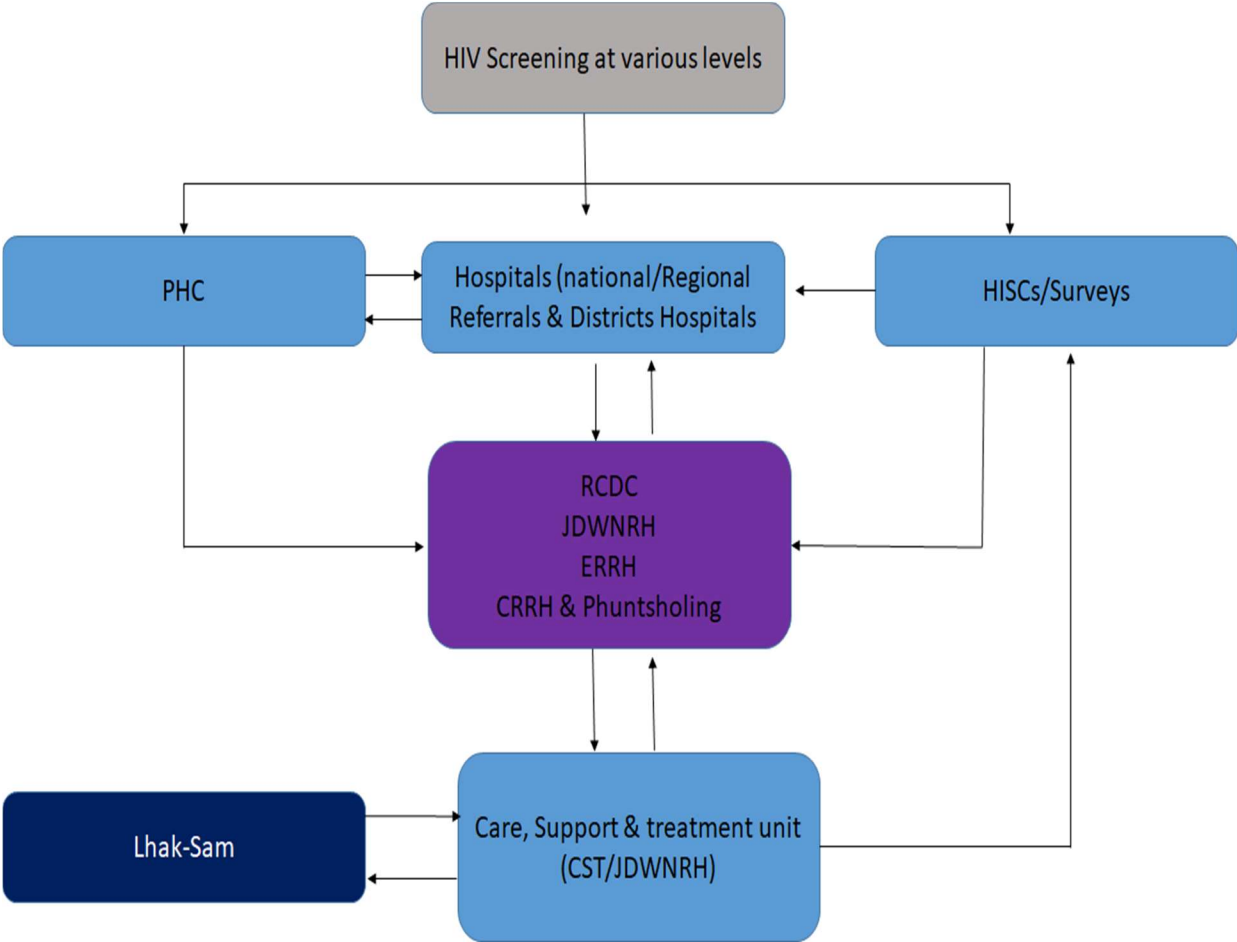 HIV Screening at various levels
PHC
Hospitals (national/Regional
Referrals & Districts Hospitals
HISCs/Surveys
RCDC
JDWNRH
ERRH
CRRH & Phuntsholing
Lhak-Sam
Care, Support & treatment unit
(CST/JDWNRH)